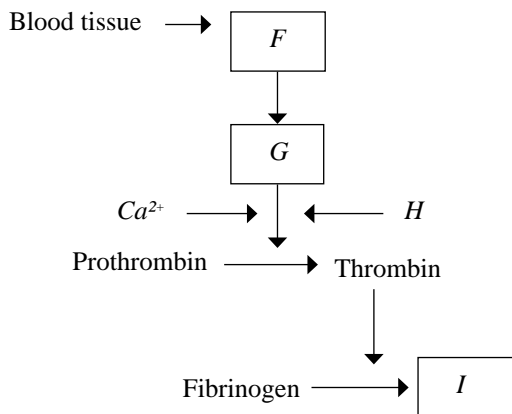 Blood tissue
F
G
Ca²⁺ H
Prothrombin Thrombin
Fibrinogen I